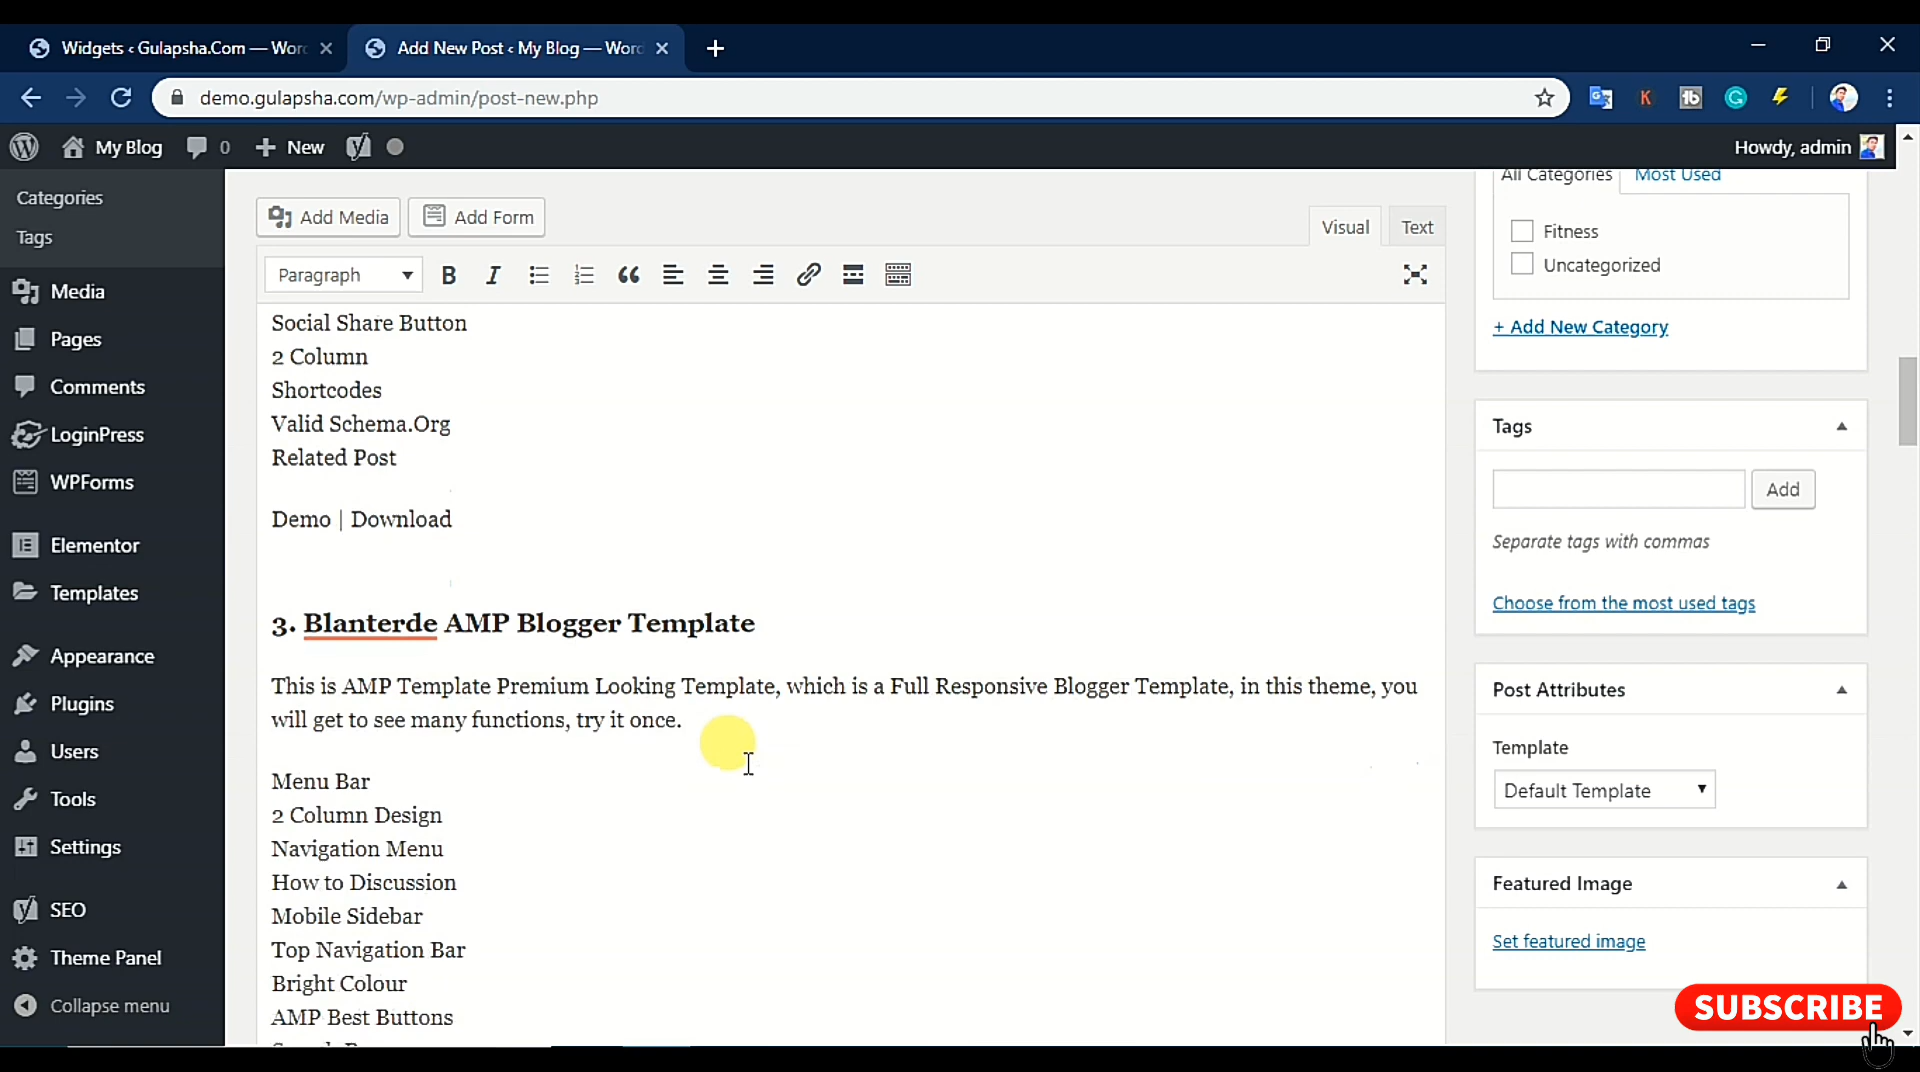 Widgets ‹ Gulapsha.Com — Word
Add New Post ‹ My Blog — Word
demo.gulapsha.com/wp-admin/post-new.php
My Blog
0
New
Howdy, admin
Categories
Tags
Media
Pages
Comments
LoginPress
WPForms
Elementor
Templates
Appearance
Plugins
Users
Tools
Settings
SEO
Theme Panel
Collapse menu
Add Media
Add Form
Visual
Text
Paragraph
B
I
Social Share Button
2 Column
Shortcodes
Valid Schema.Org
Related Post
Demo | Download
3. Blanterde AMP Blogger Template
This is AMP Template Premium Looking Template, which is a Full Responsive Blogger Template, in this theme, you
will get to see many functions, try it once.
Menu Bar
2 Column Design
Navigation Menu
How to Discussion
Mobile Sidebar
Top Navigation Bar
Bright Colour
AMP Best Buttons
All Categories
Most Used
Fitness
Uncategorized
+ Add New Category
Tags
Add
Separate tags with commas
Choose from the most used tags
Post Attributes
Template
Default Template
Featured Image
Set featured image
SUBSCRIBE